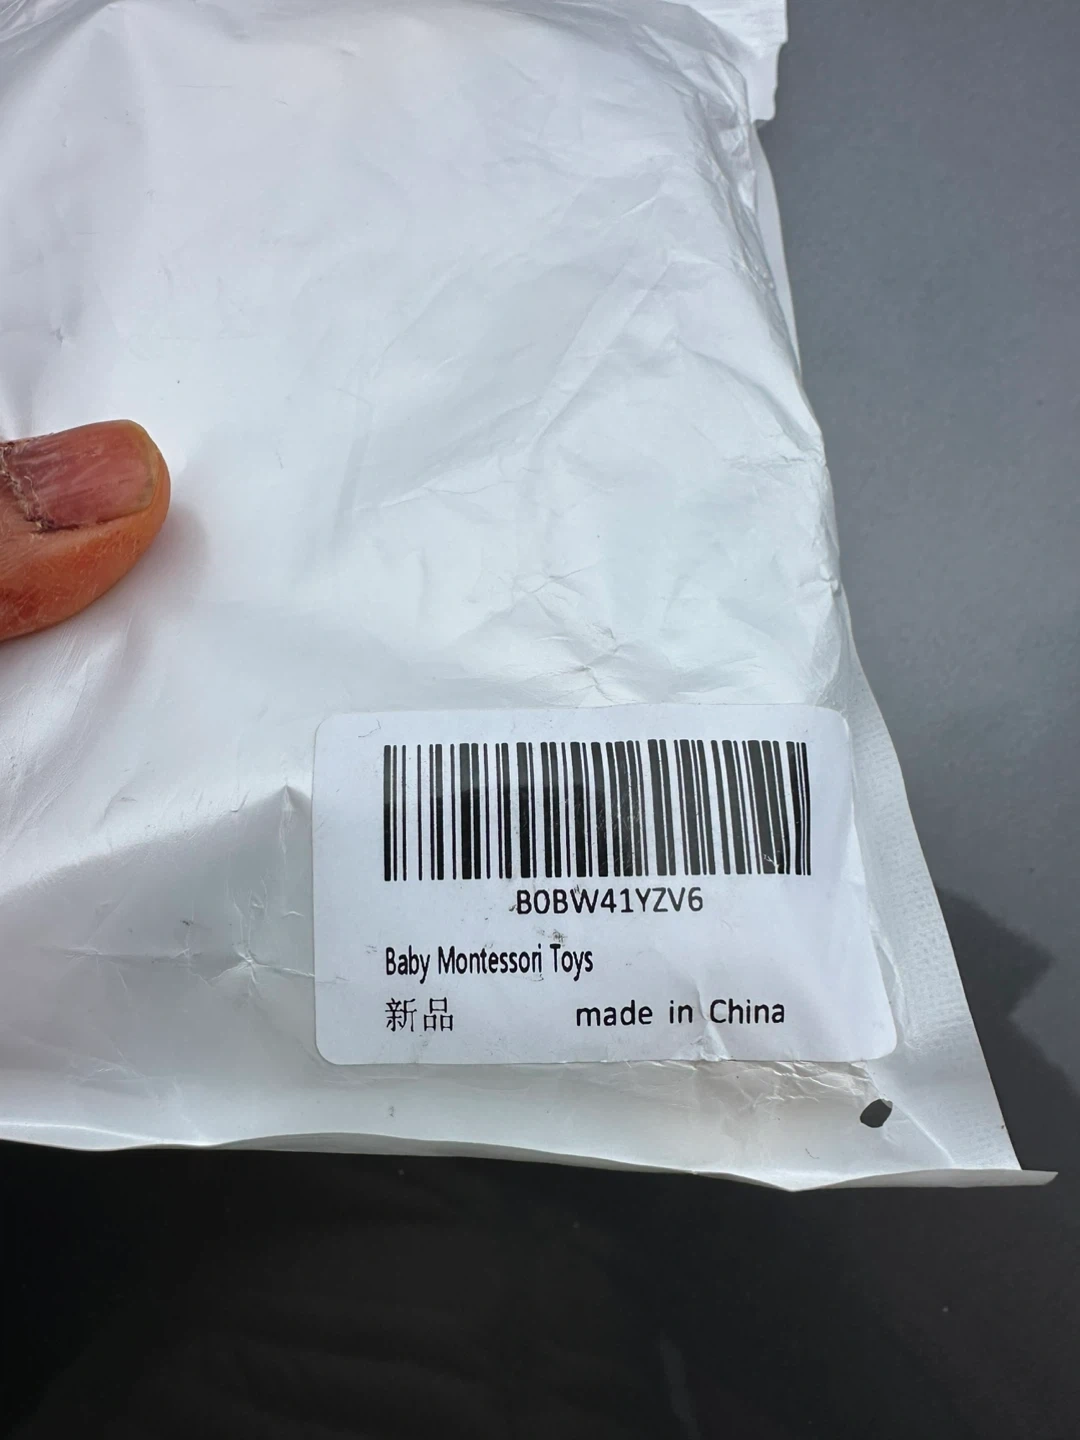 B0BW41YZV6
Baby Montessori Toys
新品 made in China